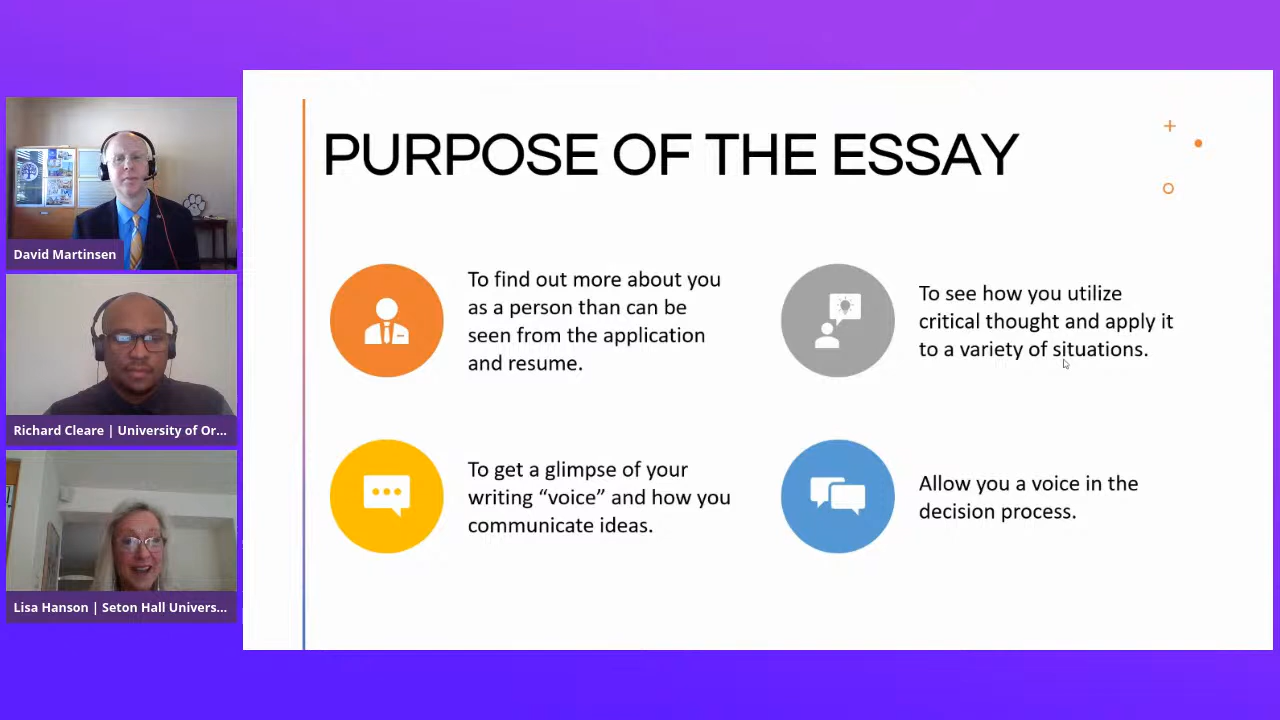 David Martinsen
Richard Cleare | University of Or...
Lisa Hanson | Seton Hall Univers...
PURPOSE OF THE ESSAY
To find out more about you
as a person than can be
seen from the application
and resume.
To see how you utilize
critical thought and apply it
to a variety of situations.
To get a glimpse of your
writing “voice” and how you
communicate ideas.
Allow you a voice in the
decision process.